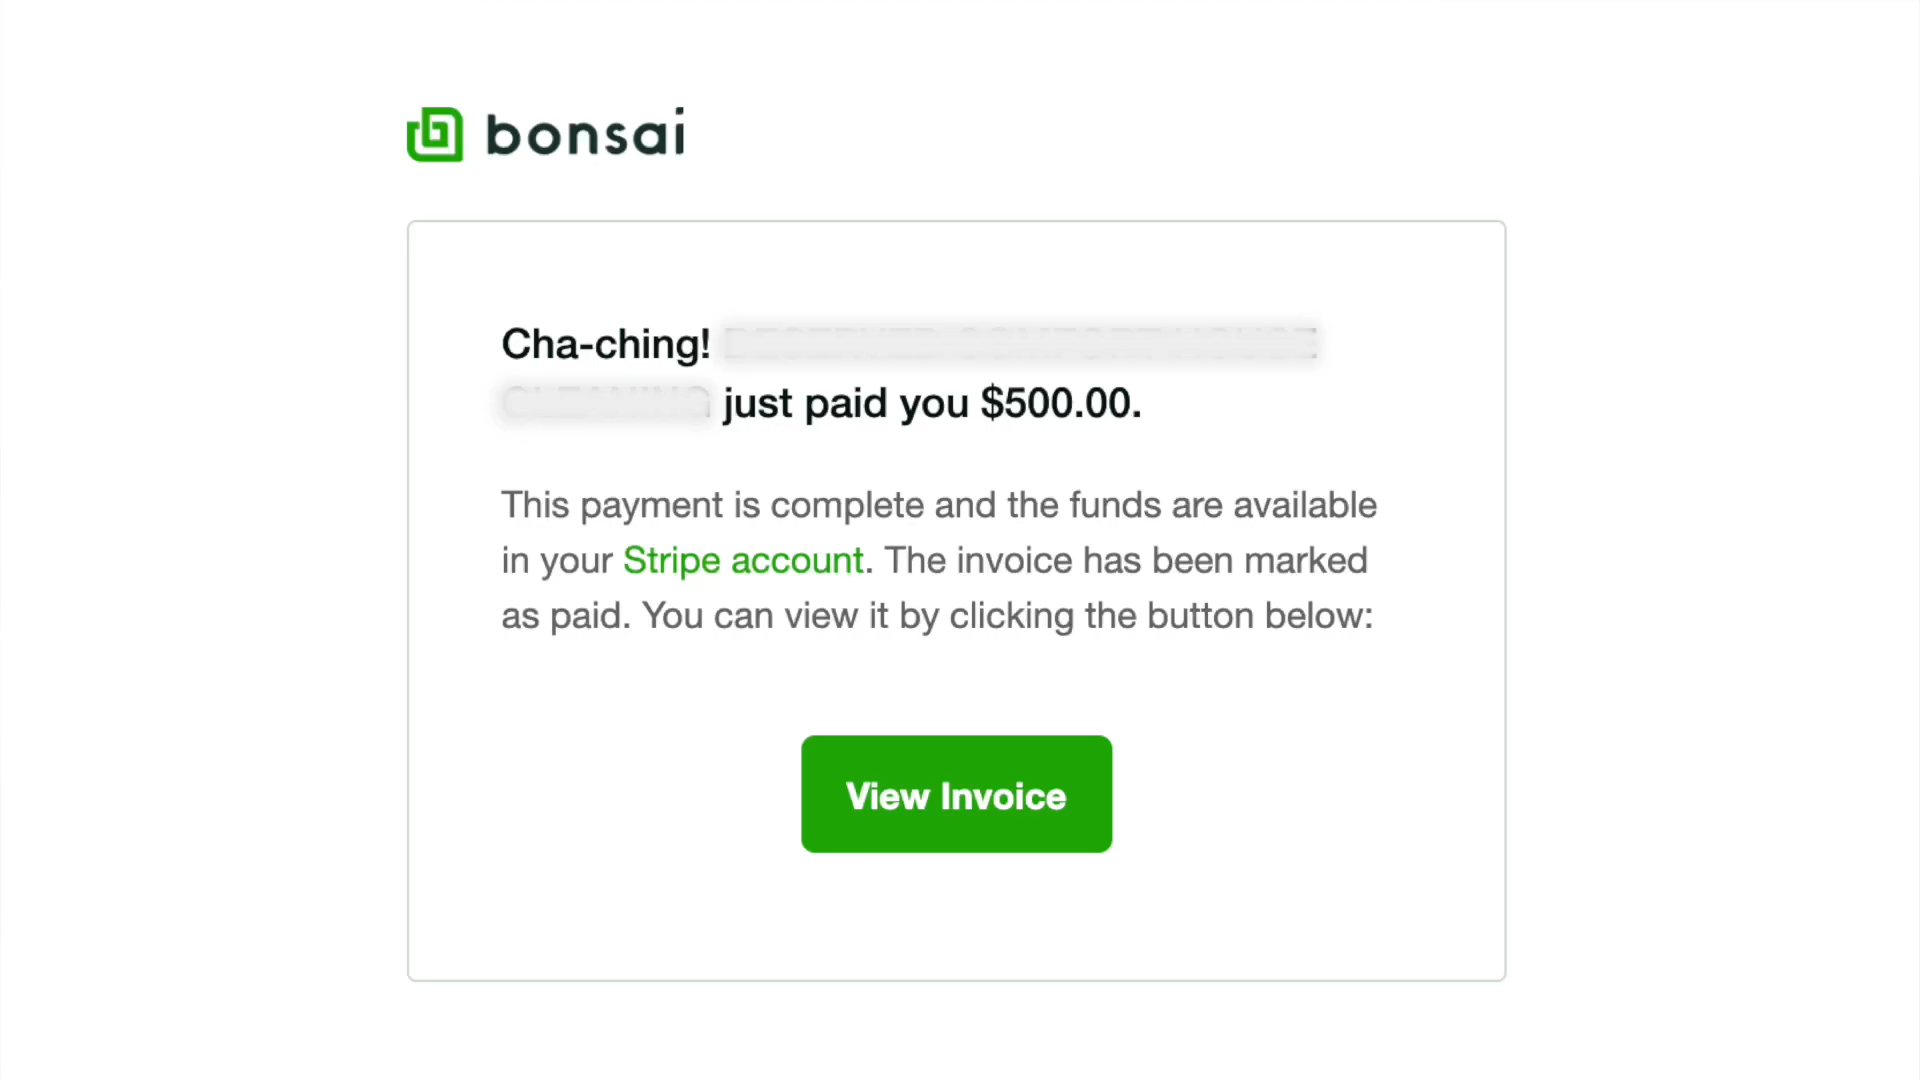 bonsai
Cha-ching!
just paid you $500.00.
This payment is complete and the funds are available
in your Stripe account. The invoice has been marked
as paid. You can view it by clicking the button below:
View Invoice